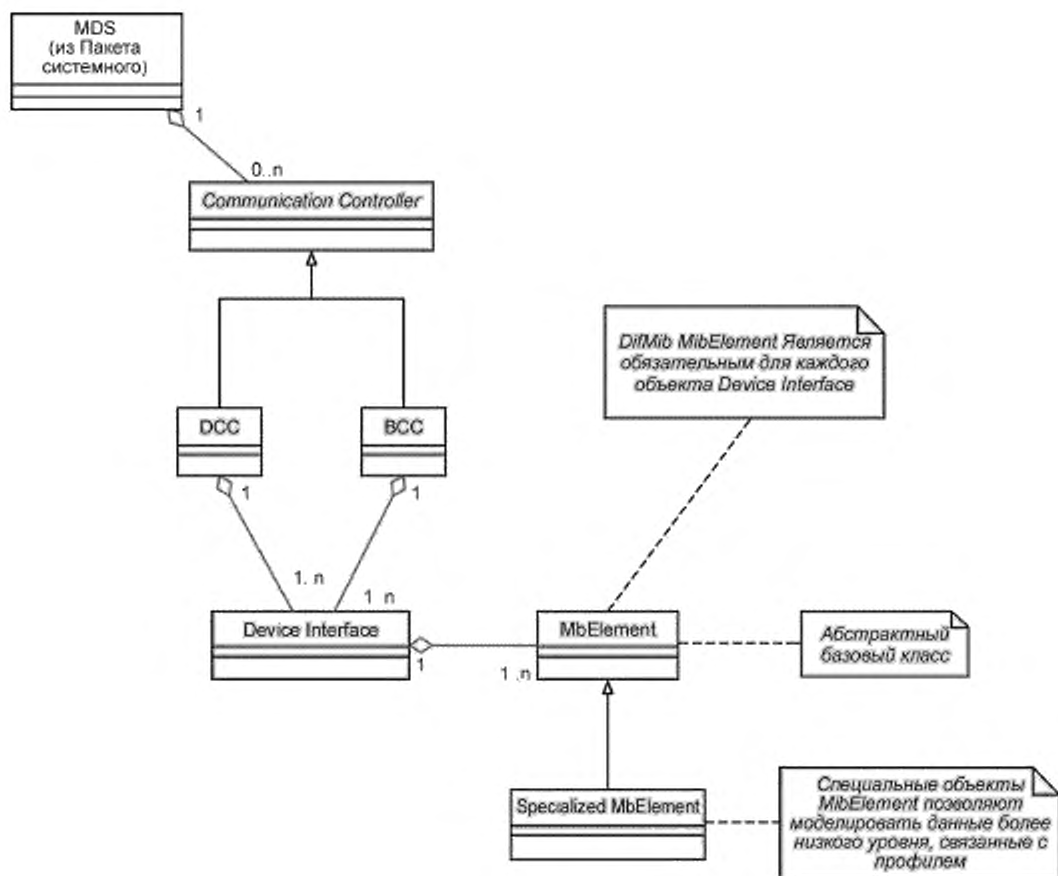 MDS
(из Пакета
системного)
1
0..n
Communication Controller
DCC
BCC
1
1
1. n
1 n
Device Interface
1
1 .n
MbElement
Specialized MbElement
DifMib MibElement Является
обязательным для каждого
объекта Device Interface
Абстрактный
базовый класс
Специальные объекты
MibElement позволяют
моделировать данные более
низкого уровня, связанные с
профилем